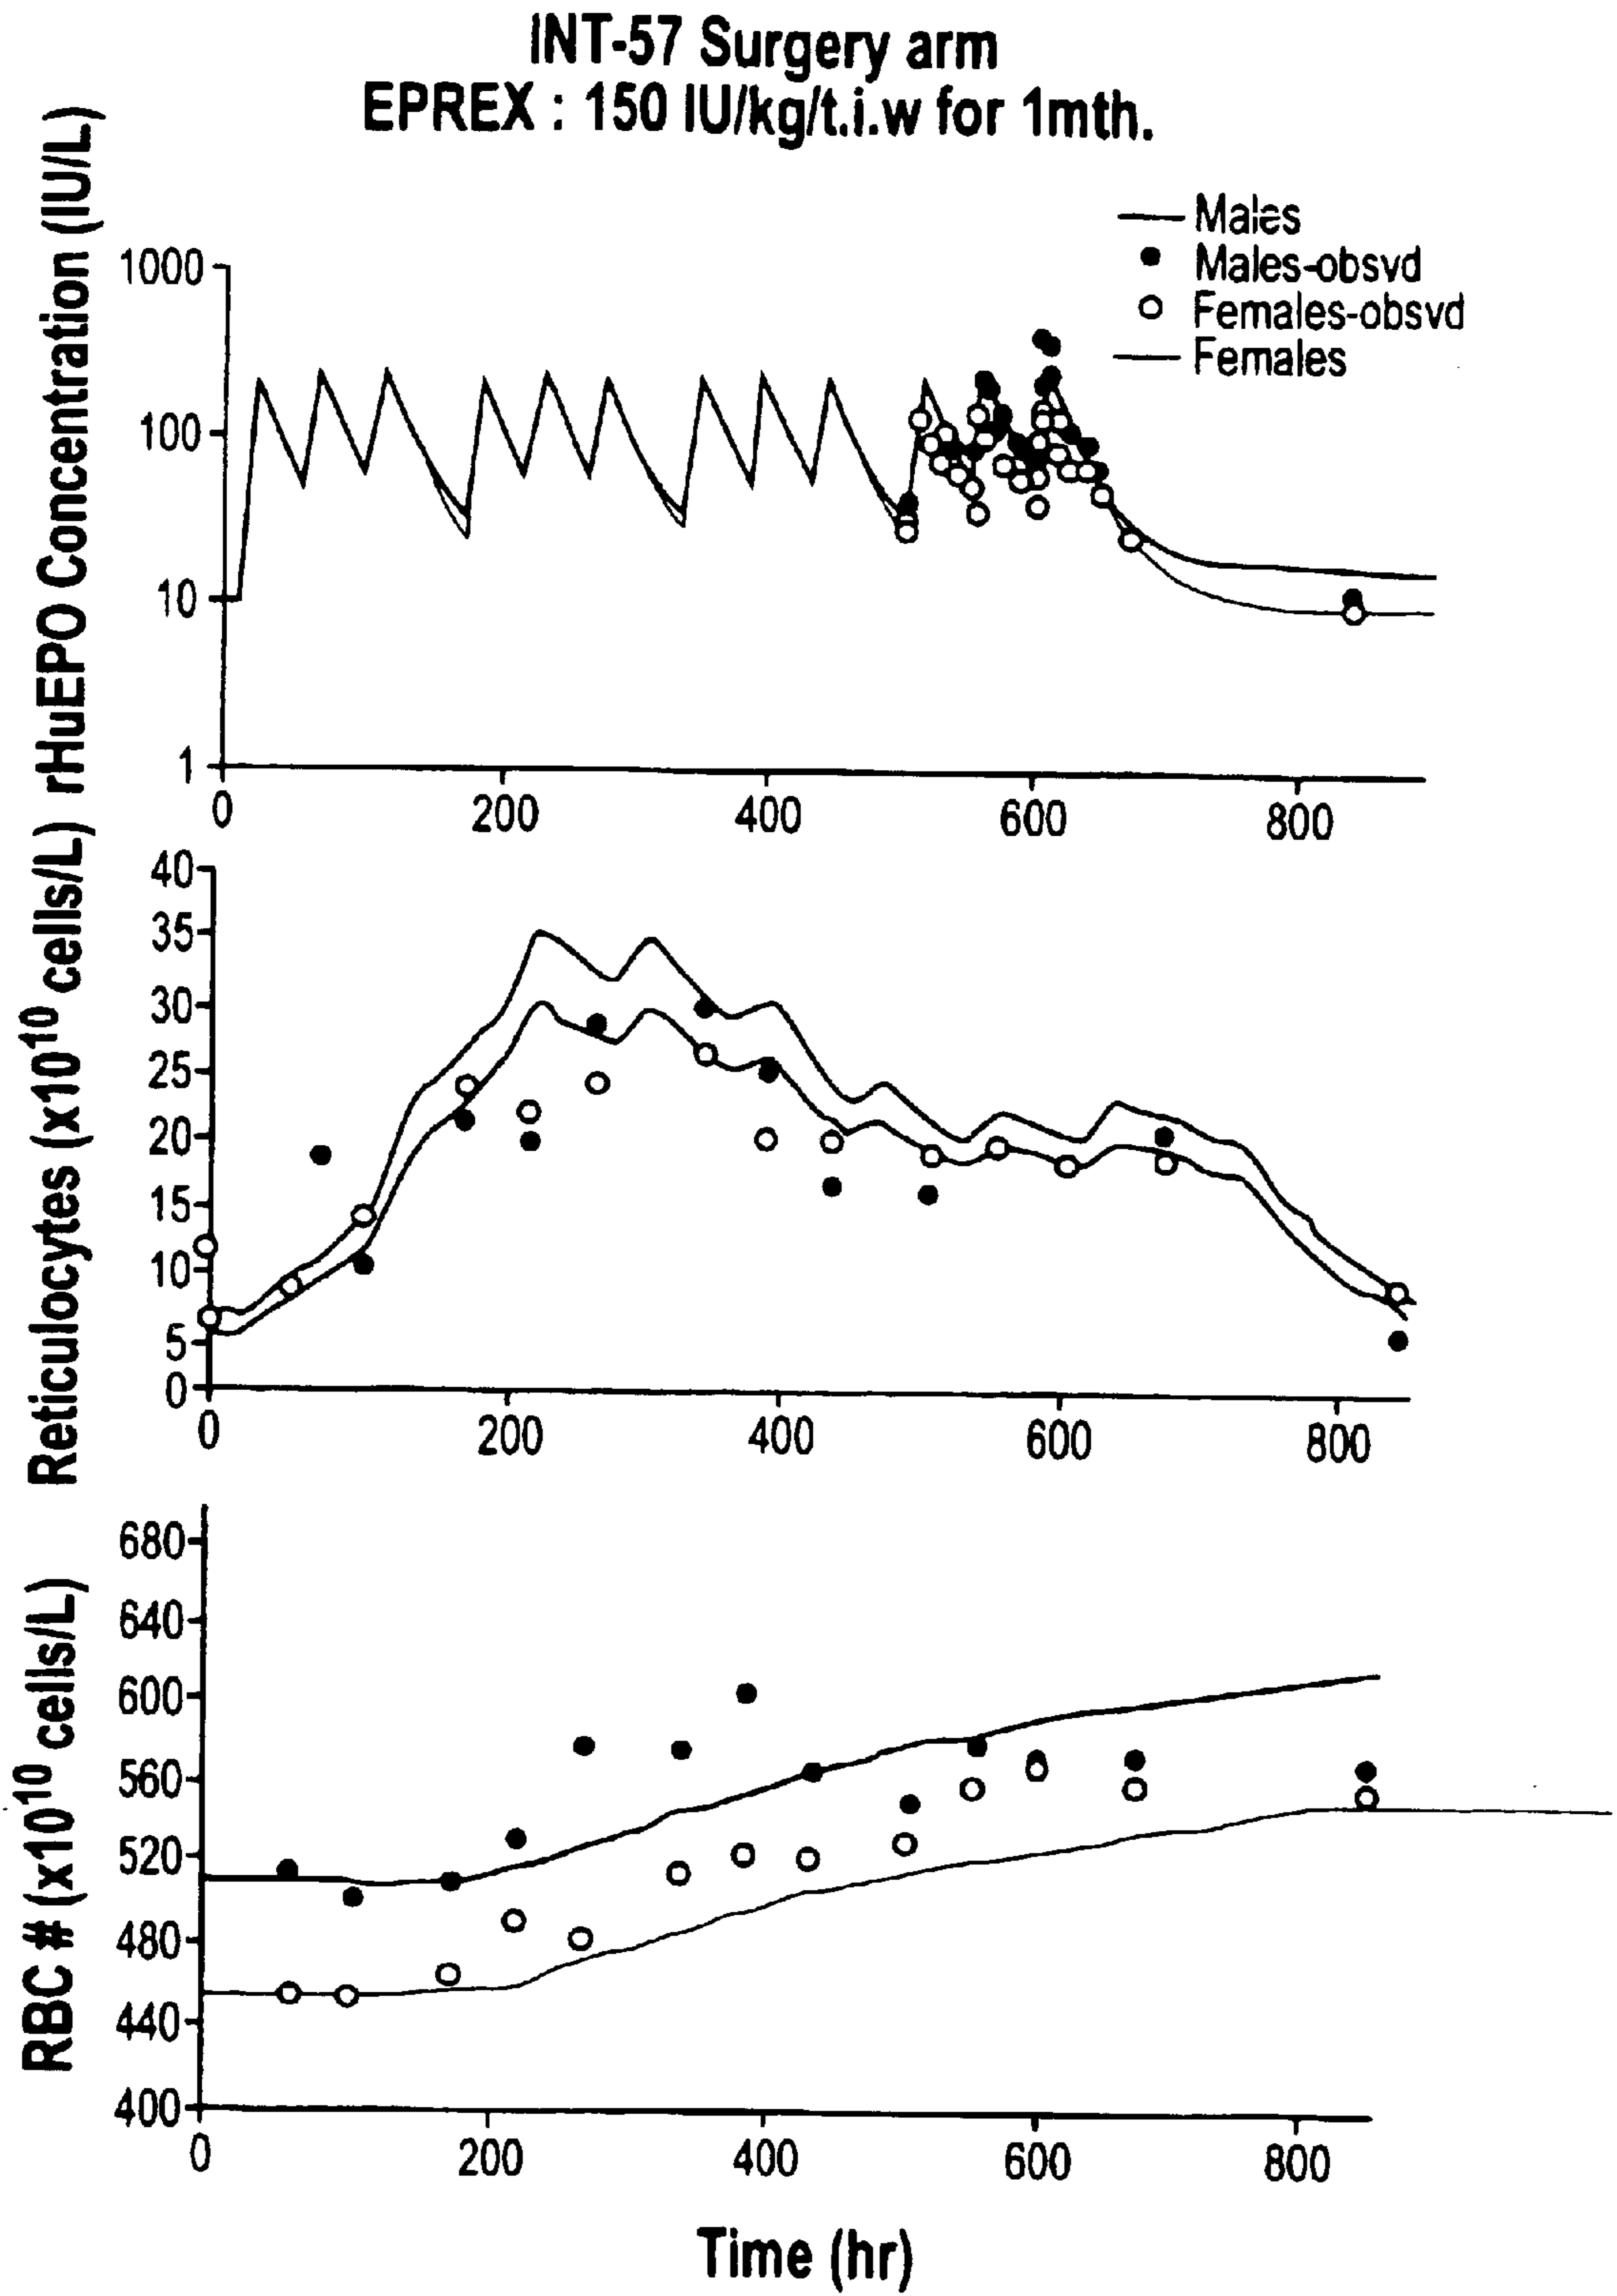 INT-57 Surgery arm
EPREX : 150 IU/kg/t.i.w for 1mth.
Males
Males-obsvd
Females-obsvd
Females
rHuEPO Concentration (IU/L)
1000
100
10
1
0 200 400 600 800
Reticulocytes (x10¹⁰ cells/L)
40
35
30
25
20
15
10
5
0
0 200 400 600 800
RBC # (x10¹⁰ cells/L)
680
640
600
560
520
480
440
400
0 200 400 600 800
Time (hr)